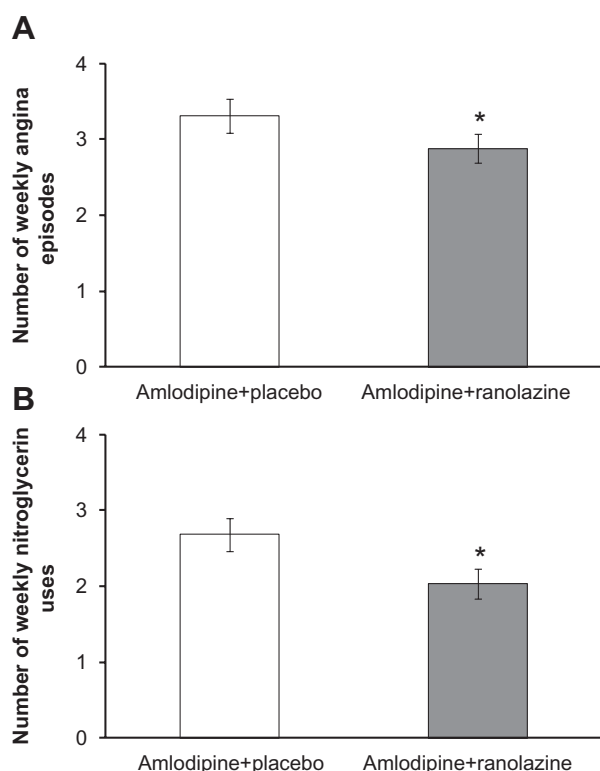 A
Number of weekly angina
episodes
4
3
2
1
0
*
Amlodipine+placebo
Amlodipine+ranolazine
B
Number of weekly nitroglycerin
uses
4
3
2
1
0
*
Amlodipine+placebo
Amlodipine+ranolazine